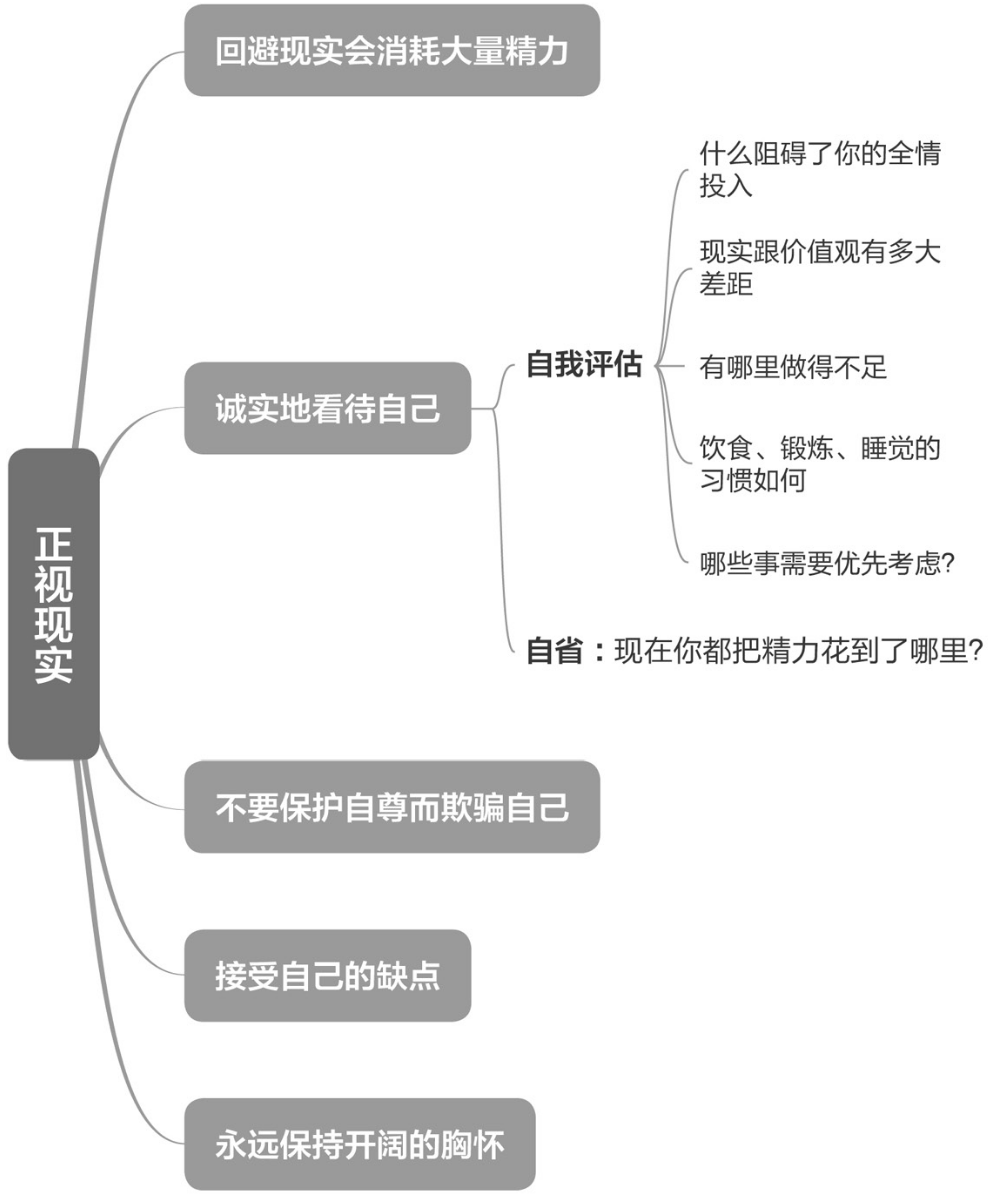 回避现实会消耗大量精力
什么阻碍了你的全情
投入
现实跟价值观有多大
差距
自我评估
有哪里做得不足
诚实地看待自己
饮食、锻炼、睡觉的
习惯如何
哪些事需要优先考虑?
正视现实
自省：现在你都把精力花到了哪里?
不要保护自尊而欺骗自己
接受自己的缺点
永远保持开阔的胸怀